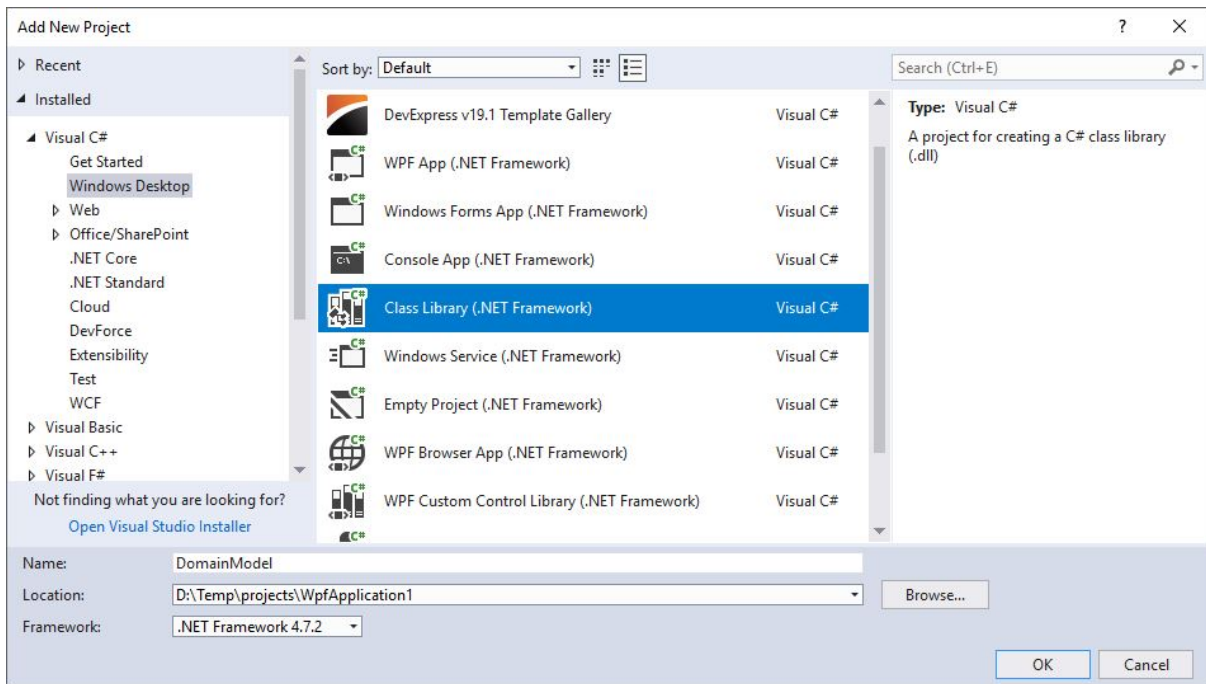 Add New Project
?
Recent
Installed
Visual C#
Get Started
Windows Desktop
Web
Office/SharePoint
.NET Core
.NET Standard
Cloud
DevForce
Extensibility
Test
WCF
Visual Basic
Visual C++
Visual F#
Not finding what you are looking for?
Open Visual Studio Installer
Sort by: Default
DevExpress v19.1 Template Gallery Visual C#
C#
WPF App (.NET Framework) Visual C#
C#
Windows Forms App (.NET Framework) Visual C#
C#
Console App (.NET Framework) Visual C#
C#
Class Library (.NET Framework) Visual C#
C#
Windows Service (.NET Framework) Visual C#
C#
Empty Project (.NET Framework) Visual C#
C#
WPF Browser App (.NET Framework) Visual C#
C#
WPF Custom Control Library (.NET Framework) Visual C#
C#
Search (Ctrl+E)
Type: Visual C#
A project for creating a C# class library
(.dll)
Name: DomainModel
Location: D:\Temp\projects\WpfApplication1 Browse...
Framework: .NET Framework 4.7.2
OK Cancel